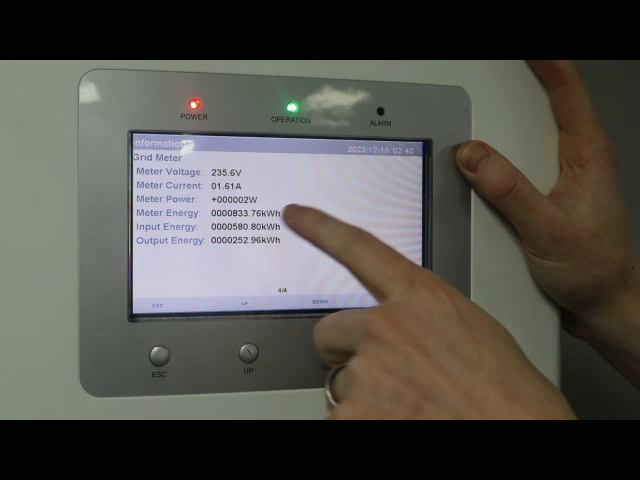 POWER OPERATION ALARM
Information
2022-12-16 02:40
Grid Meter
Meter Voltage: 235.6V
Meter Current: 01.61A
Meter Power: +000002W
Meter Energy: 0000833.76kWh
Input Energy: 0000580.80kWh
Output Energy: 0000252.96kWh
4/4
ESC UP DOWN
ESC UP